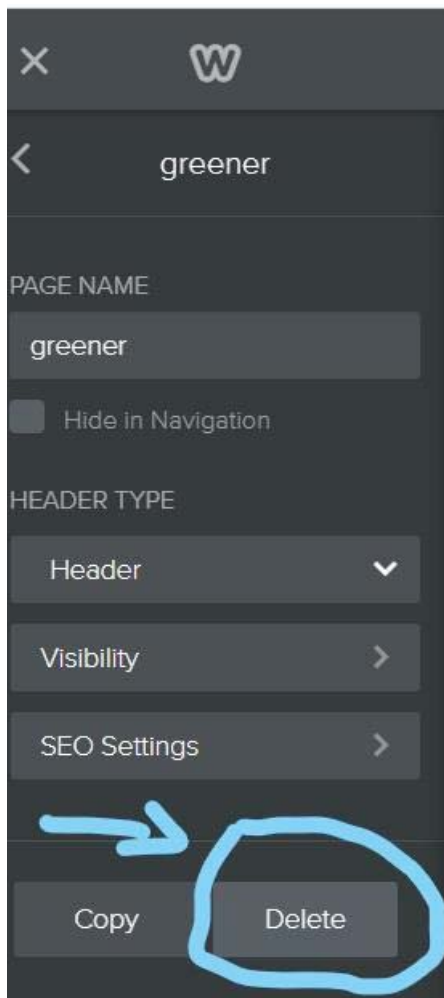 greener
PAGE NAME
greener
Hide in Navigation
HEADER TYPE
Header
Visibility
SEO Settings
Copy Delete